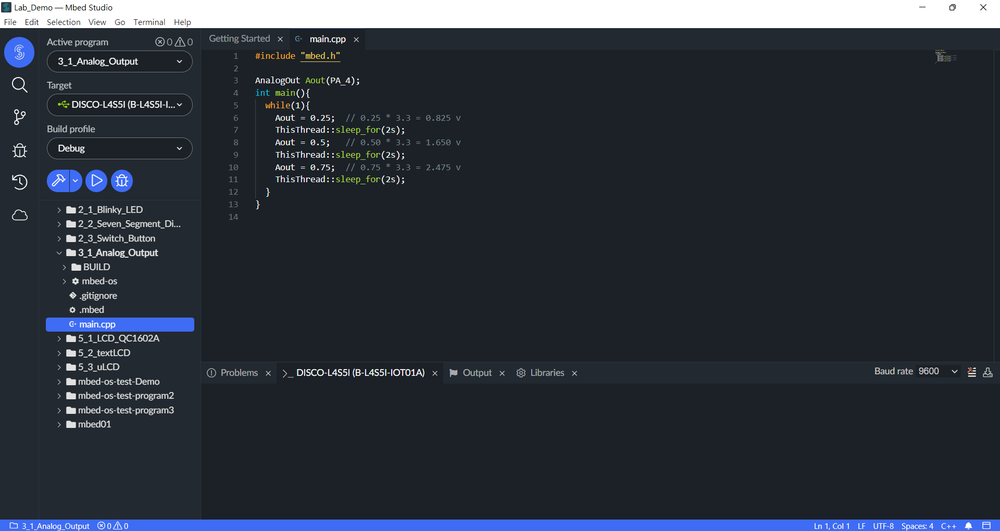 Lab_Demo — Mbed Studio
File Edit Selection View Go Terminal Help
Active program 0 0
3_1_Analog_Output
Target
DISCO-L4S5I (B-L4S5I-I...
Build profile
Debug
2_1_Blinky_LED
2_2_Seven_Segment_Di...
2_3_Switch_Button
3_1_Analog_Output
BUILD
mbed-os
.gitignore
.mbed
main.cpp
5_1_LCD_QC1602A
5_2_textLCD
5_3_uLCD
mbed-os-test-Demo
mbed-os-test-program2
mbed-os-test-program3
mbed01
Getting Started main.cpp
1 #include "mbed.h"
2
3 AnalogOut Aout(PA_4);
4 int main(){
5 while(1){
6 Aout = 0.25; // 0.25 * 3.3 = 0.825 v
7 ThisThread::sleep_for(2s);
8 Aout = 0.5; // 0.50 * 3.3 = 1.650 v
9 ThisThread::sleep_for(2s);
10 Aout = 0.75; // 0.75 * 3.3 = 2.475 v
11 ThisThread::sleep_for(2s);
12 }
13 }
14
Problems >_ DISCO-L4S5I (B-L4S5I-IOT01A) Output Libraries Baud rate 9600
3_1_Analog_Output 0 0 Ln 1, Col 1 LF UTF-8 Spaces: 4 C++